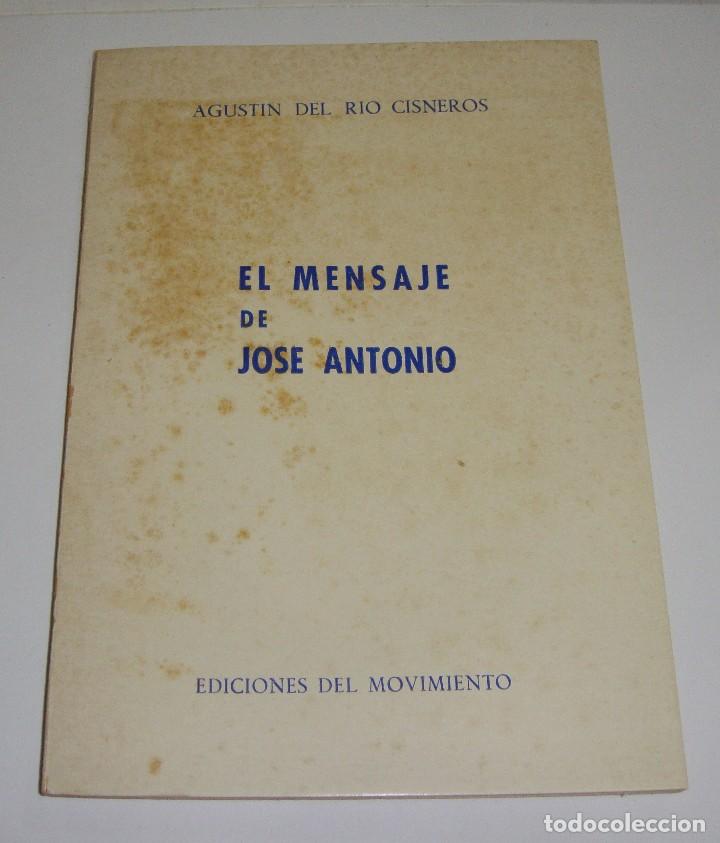 AGUSTIN DEL RIO CISNEROS
EL MENSAJE
DE
JOSE ANTONIO
EDICIONES DEL MOVIMIENTO
todocoleccion